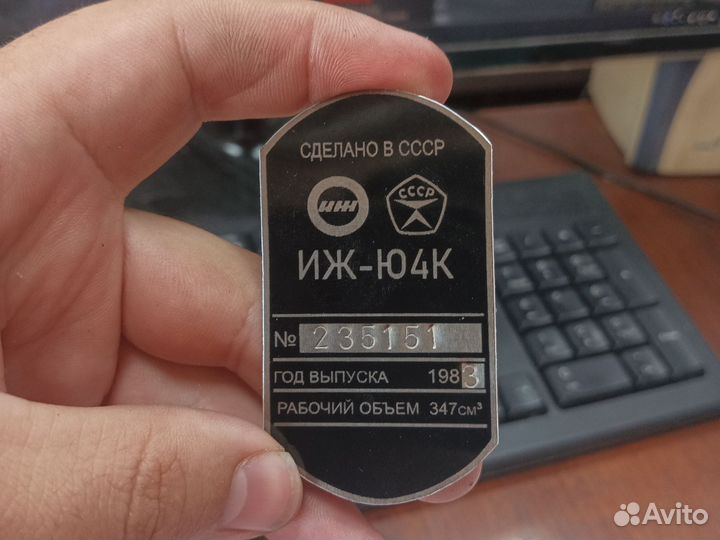 СДЕЛАНО В СССР
ИЖ
СССР
ИЖ-Ю4К
№ 235151
ГОД ВЫПУСКА 1983
РАБОЧИЙ ОБЪЕМ 347см³
Avito